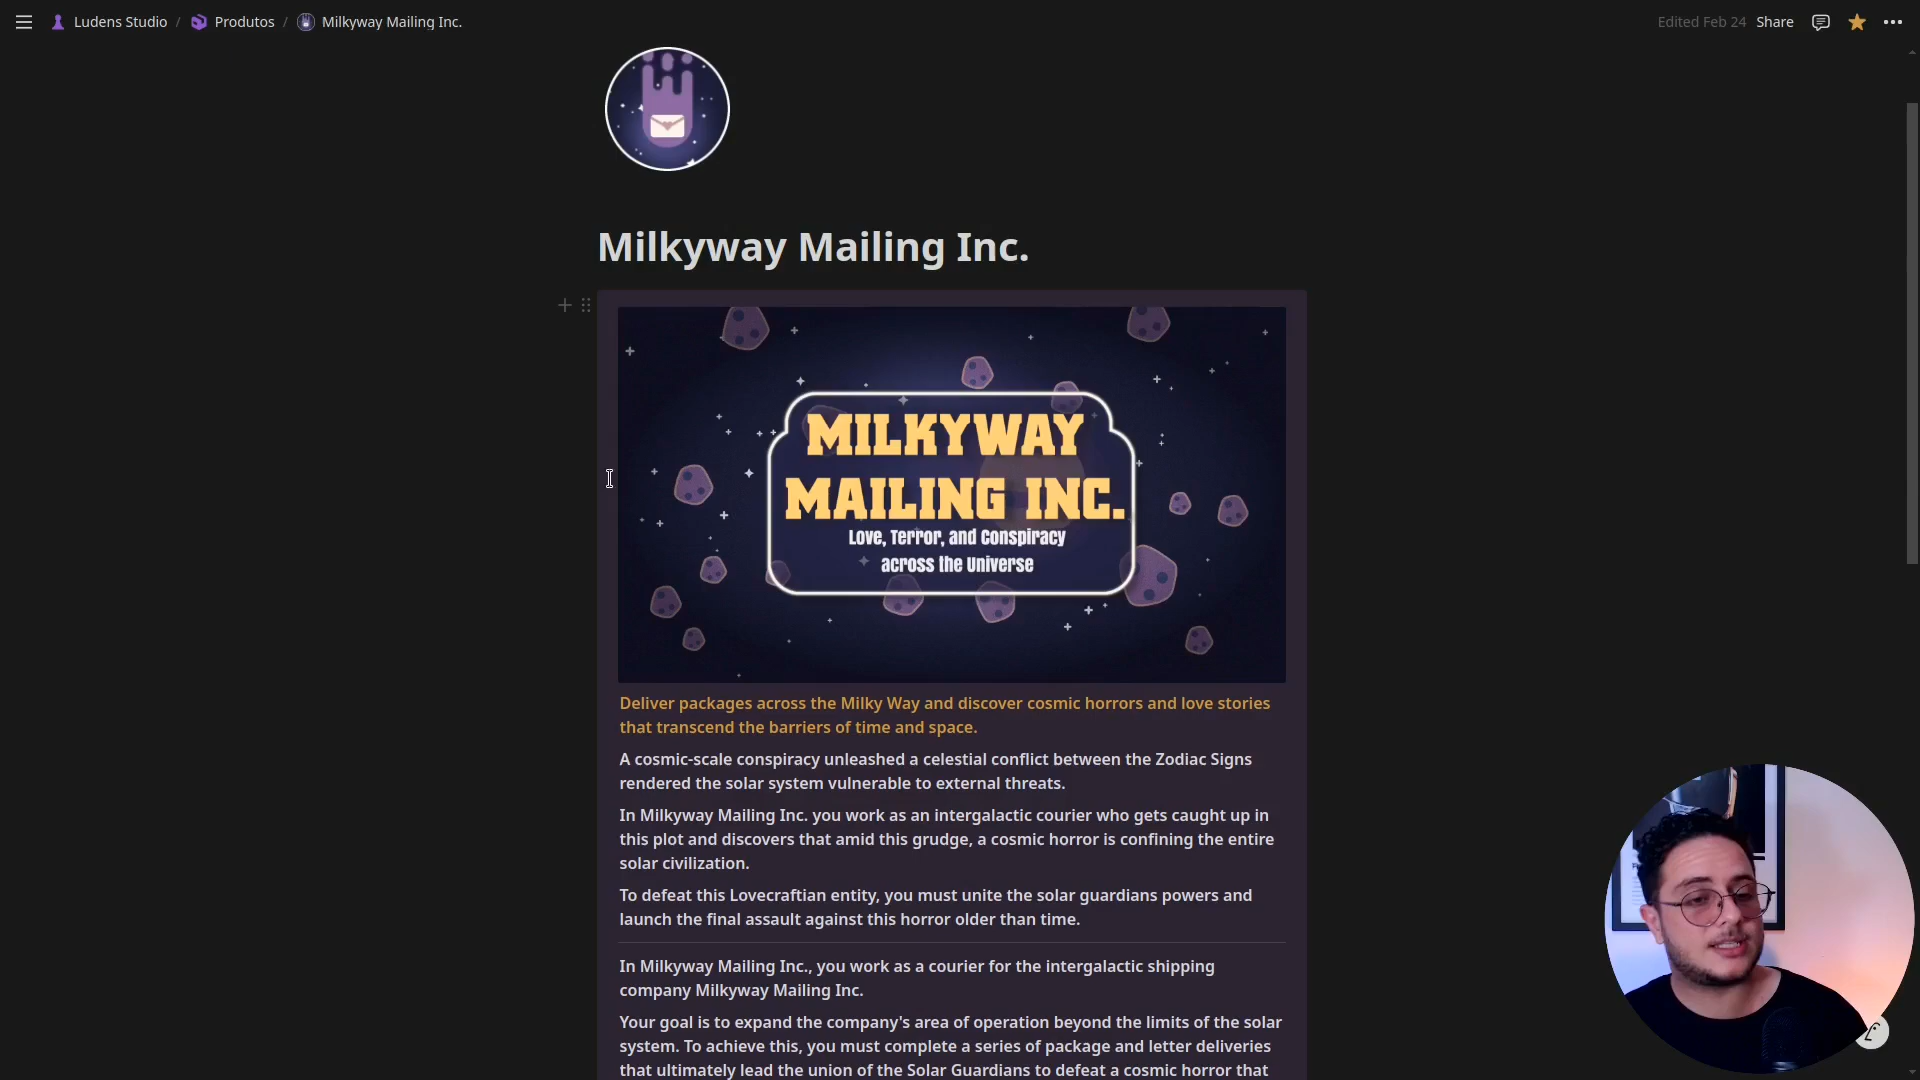 Ludens Studio / Produtos / Milkyway Mailing Inc.
Edited Feb 24 Share
Milkyway Mailing Inc.
MILKYWAY
MAILING INC.
Love, Terror, and Conspiracy
across the Universe
Deliver packages across the Milky Way and discover cosmic horrors and love stories
that transcend the barriers of time and space.
A cosmic-scale conspiracy unleashed a celestial conflict between the Zodiac Signs
rendered the solar system vulnerable to external threats.
In Milkyway Mailing Inc. you work as an intergalactic courier who gets caught up in
this plot and discovers that amid this grudge, a cosmic horror is confining the entire
solar civilization.
To defeat this Lovecraftian entity, you must unite the solar guardians powers and
launch the final assault against this horror older than time.
In Milkyway Mailing Inc., you work as a courier for the intergalactic shipping
company Milkyway Mailing Inc.
Your goal is to expand the company's area of operation beyond the limits of the solar
system. To achieve this, you must complete a series of package and letter deliveries
that ultimately lead the union of the Solar Guardians to defeat a cosmic horror that